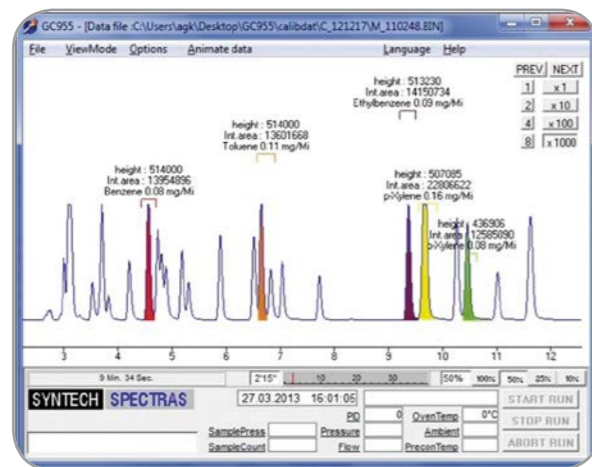 GC955 - [Data file :C:\Users\agk\Desktop\GC955\calibdat\C_121217\M_110248.BIN]
File ViewMode Options Animate data Language Help
PREV NEXT
1 x 1
2 x 10
4 x 100
8 x 1000
height : 513230
Int.area : 14150734
Ethylbenzene 0.09 mg/Mi
height : 514000
Int.area : 13601668
Toluene 0.11 mg/Mi
height : 514000
Int.area : 13954896
Benzene 0.08 mg/Mi
height : 507085
Int.area : 22806622
p-Xylene 0.16 mg/Mi
height : 436906
Int.area : 12585090
o-Xylene 0.08 mg/Mi
3 4 5 6 7 8 9 10 11 12
9 Min. 34 Sec. 2'15" 10 20 30 50% 100% 50% 25% 10%
SYNTECH SPECTRAS 27.03.2013 16:01:05 START RUN
PD 0 OvenTemp 0°C STOP RUN
SamplePress Pressure Ambient
SampleCount Flow PreconTemp ABORT RUN